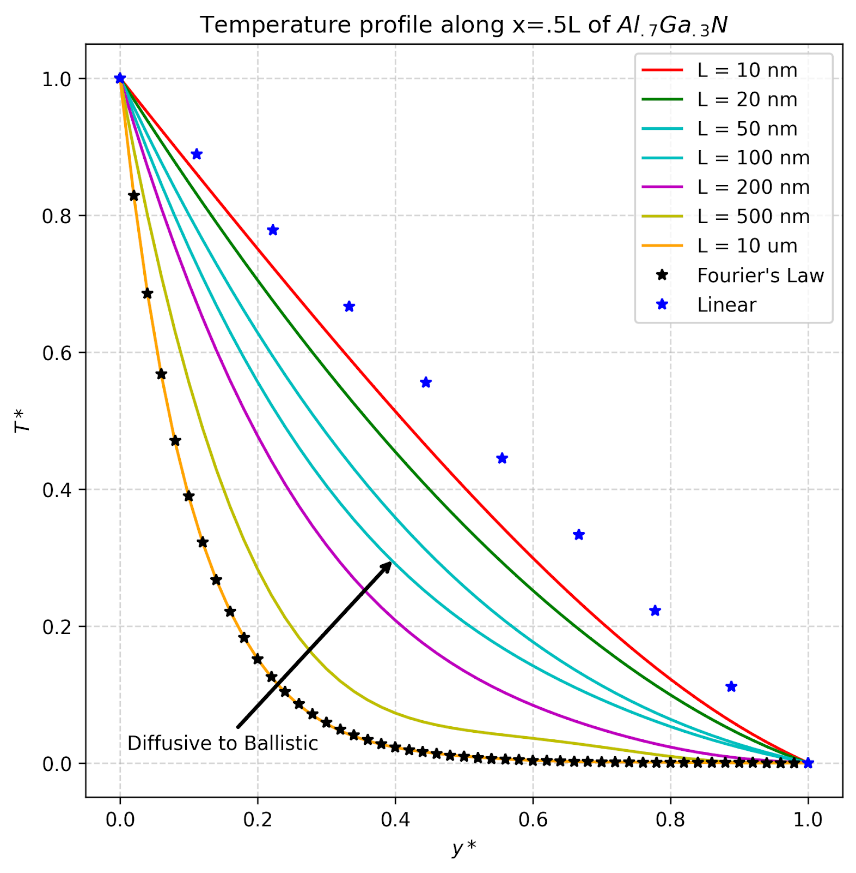 Temperature profile along x=.5L of Al.₇Ga.₃N
L = 10 nm
L = 20 nm
L = 50 nm
L = 100 nm
L = 200 nm
L = 500 nm
L = 10 um
Fourier's Law
Linear
1.0
0.8
0.6
0.4
0.2
0.0
T*
Diffusive to Ballistic
0.0 0.2 0.4 0.6 0.8 1.0
y*